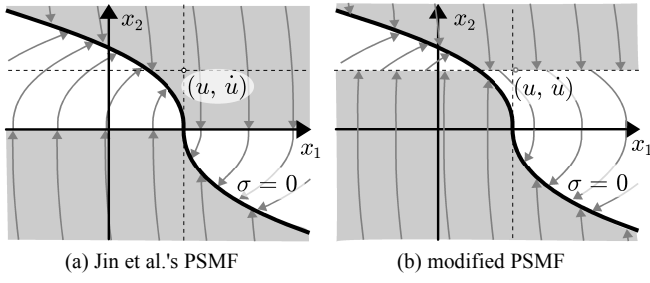 x₂ x₂
(u, u̇) (u, u̇)
x₁ x₁
σ = 0 σ = 0
(a) Jin et al.'s PSMF (b) modified PSMF